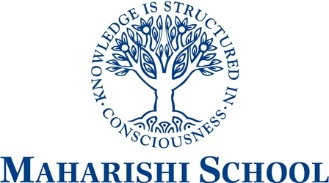 KNOWLEDGE IS STRUCTURED IN
· CONSCIOUSNESS ·
MAHARISHI SCHOOL